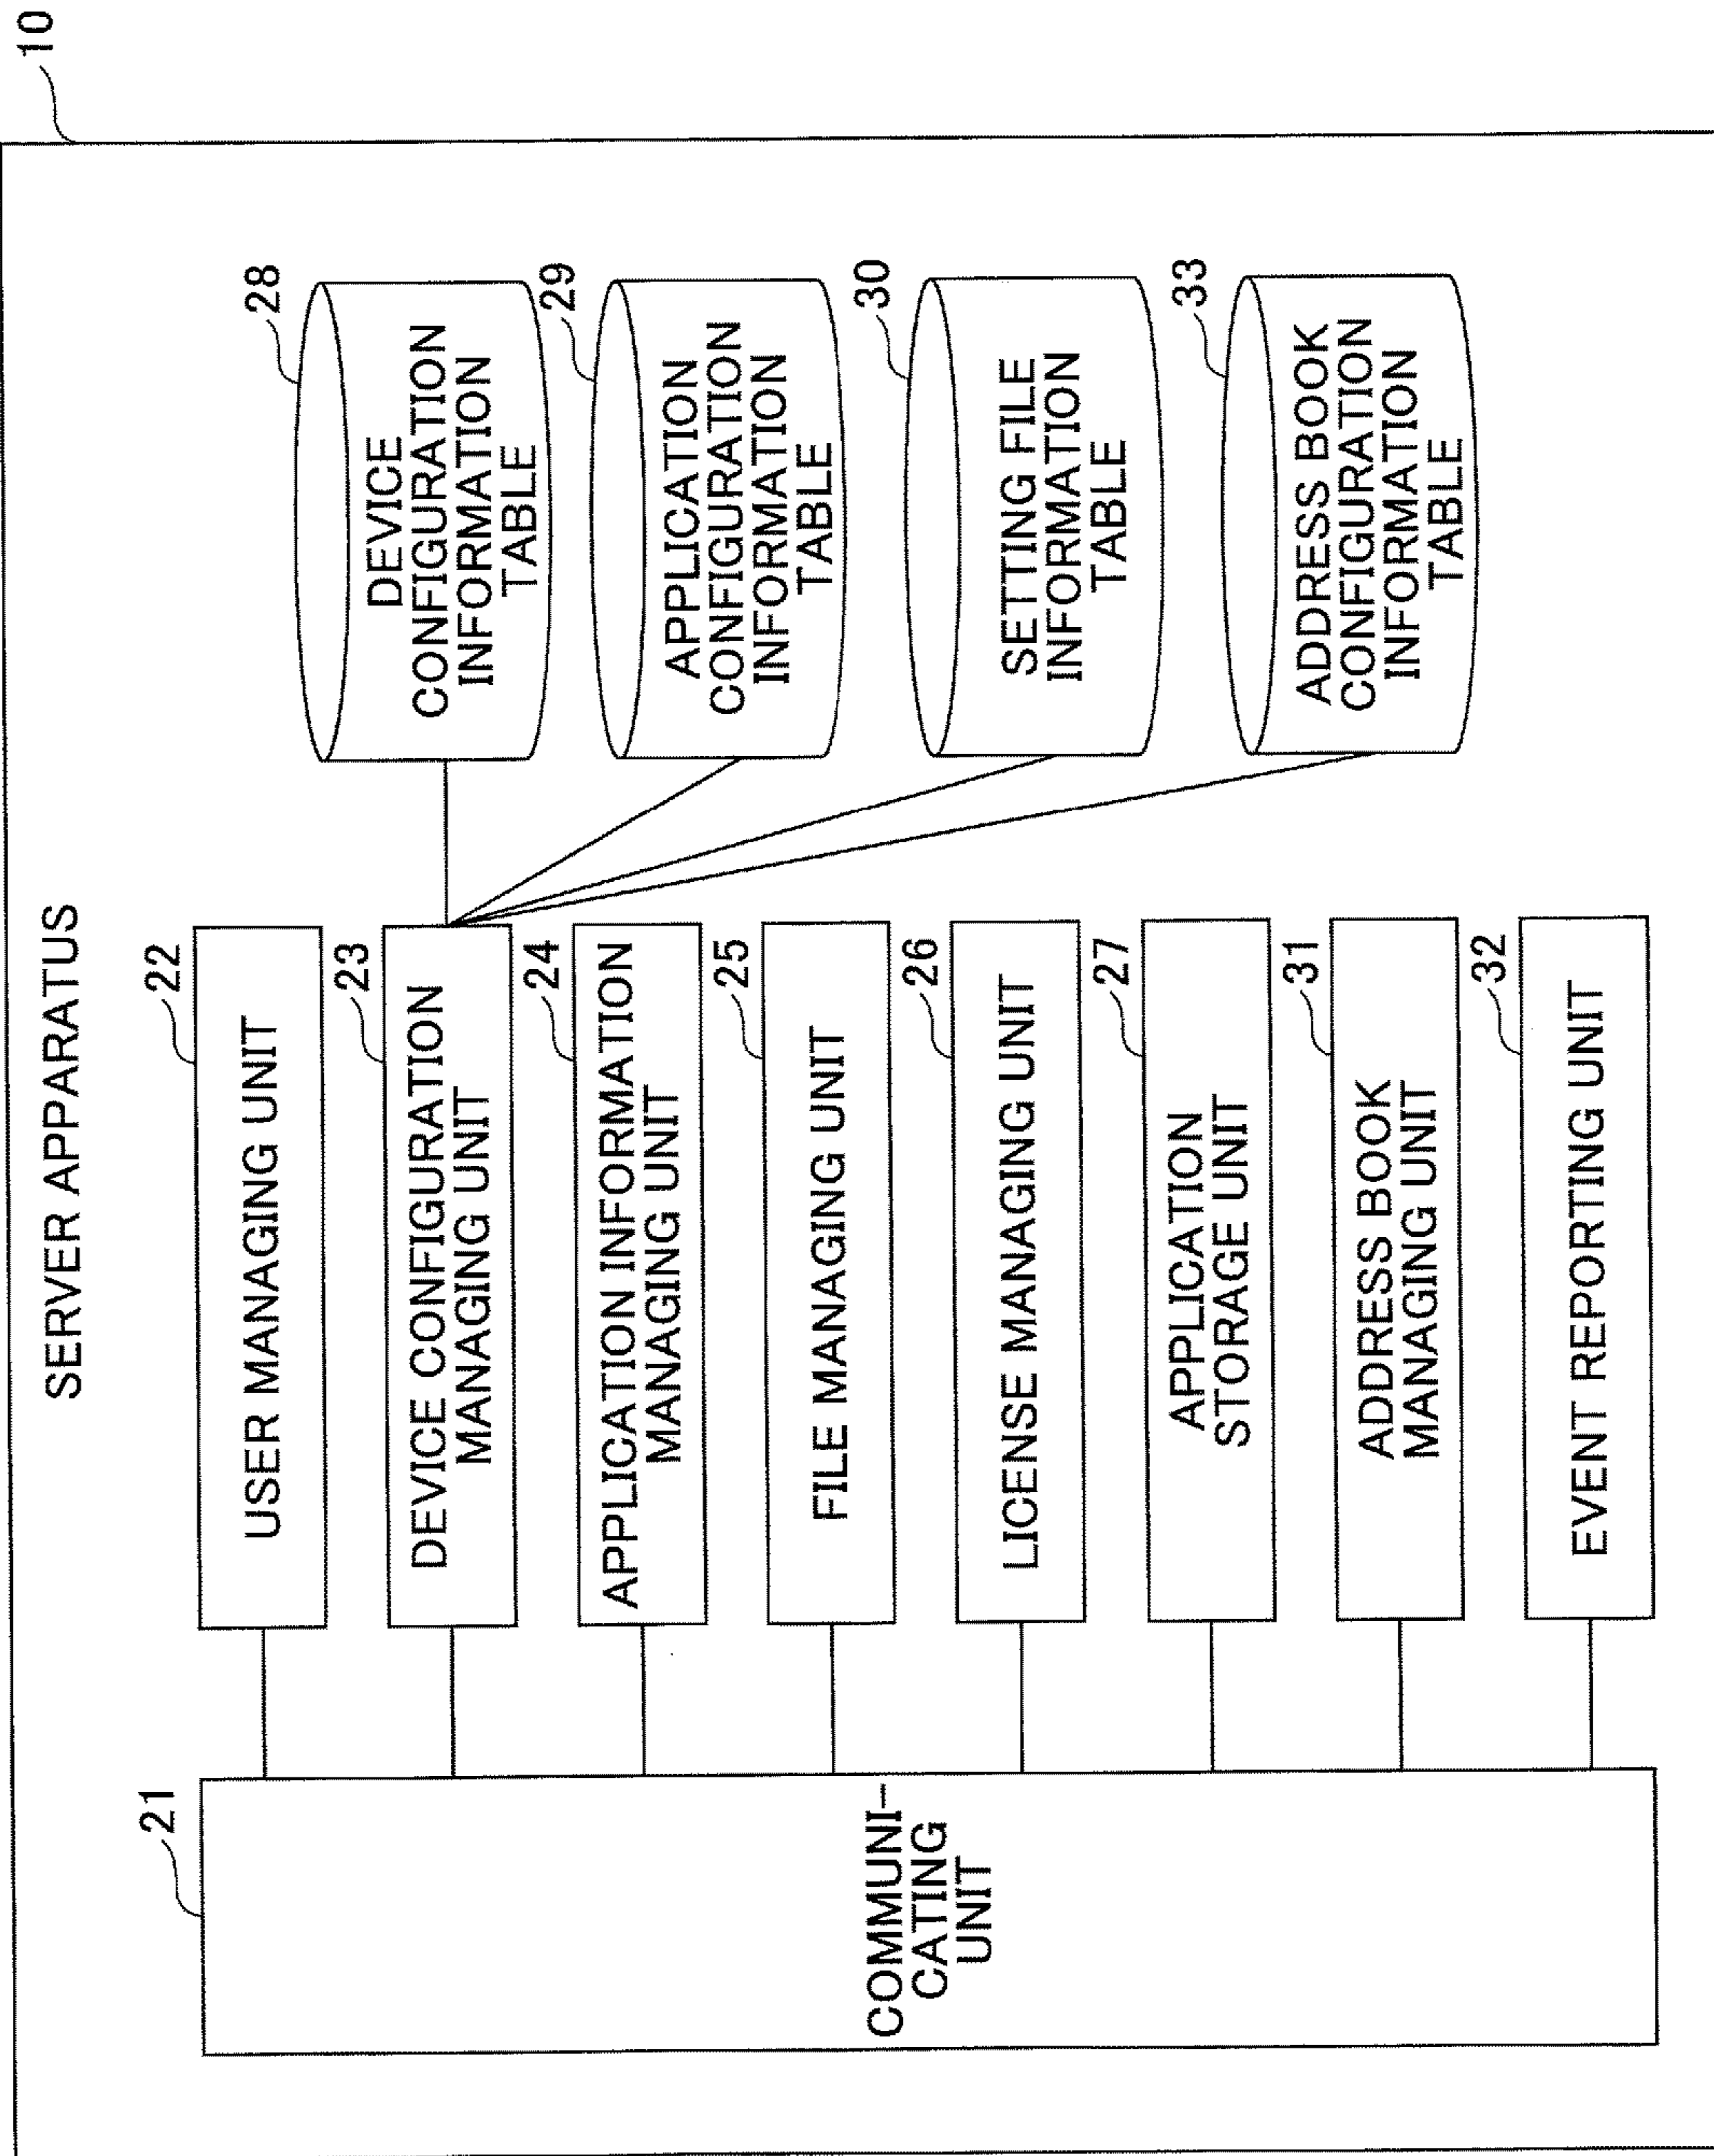 10
SERVER APPARATUS
21
COMMUNI-
CATING
UNIT
22
USER MANAGING UNIT
23
DEVICE CONFIGURATION
MANAGING UNIT
24
APPLICATION INFORMATION
MANAGING UNIT
25
FILE MANAGING UNIT
26
LICENSE MANAGING UNIT
27
APPLICATION
STORAGE UNIT
31
ADDRESS BOOK
MANAGING UNIT
32
EVENT REPORTING UNIT
28
DEVICE
CONFIGURATION
INFORMATION
TABLE
29
APPLICATION
CONFIGURATION
INFORMATION
TABLE
30
SETTING FILE
INFORMATION
TABLE
33
ADDRESS BOOK
CONFIGURATION
INFORMATION
TABLE